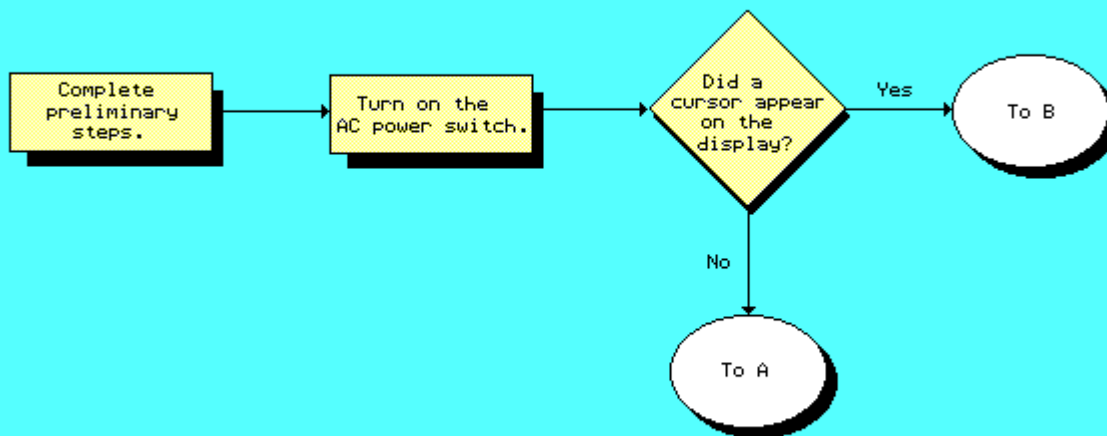 Complete
preliminary
steps.
Turn on the
AC power switch.
Did a
cursor appear
on the
display?
Yes
To B
No
To A